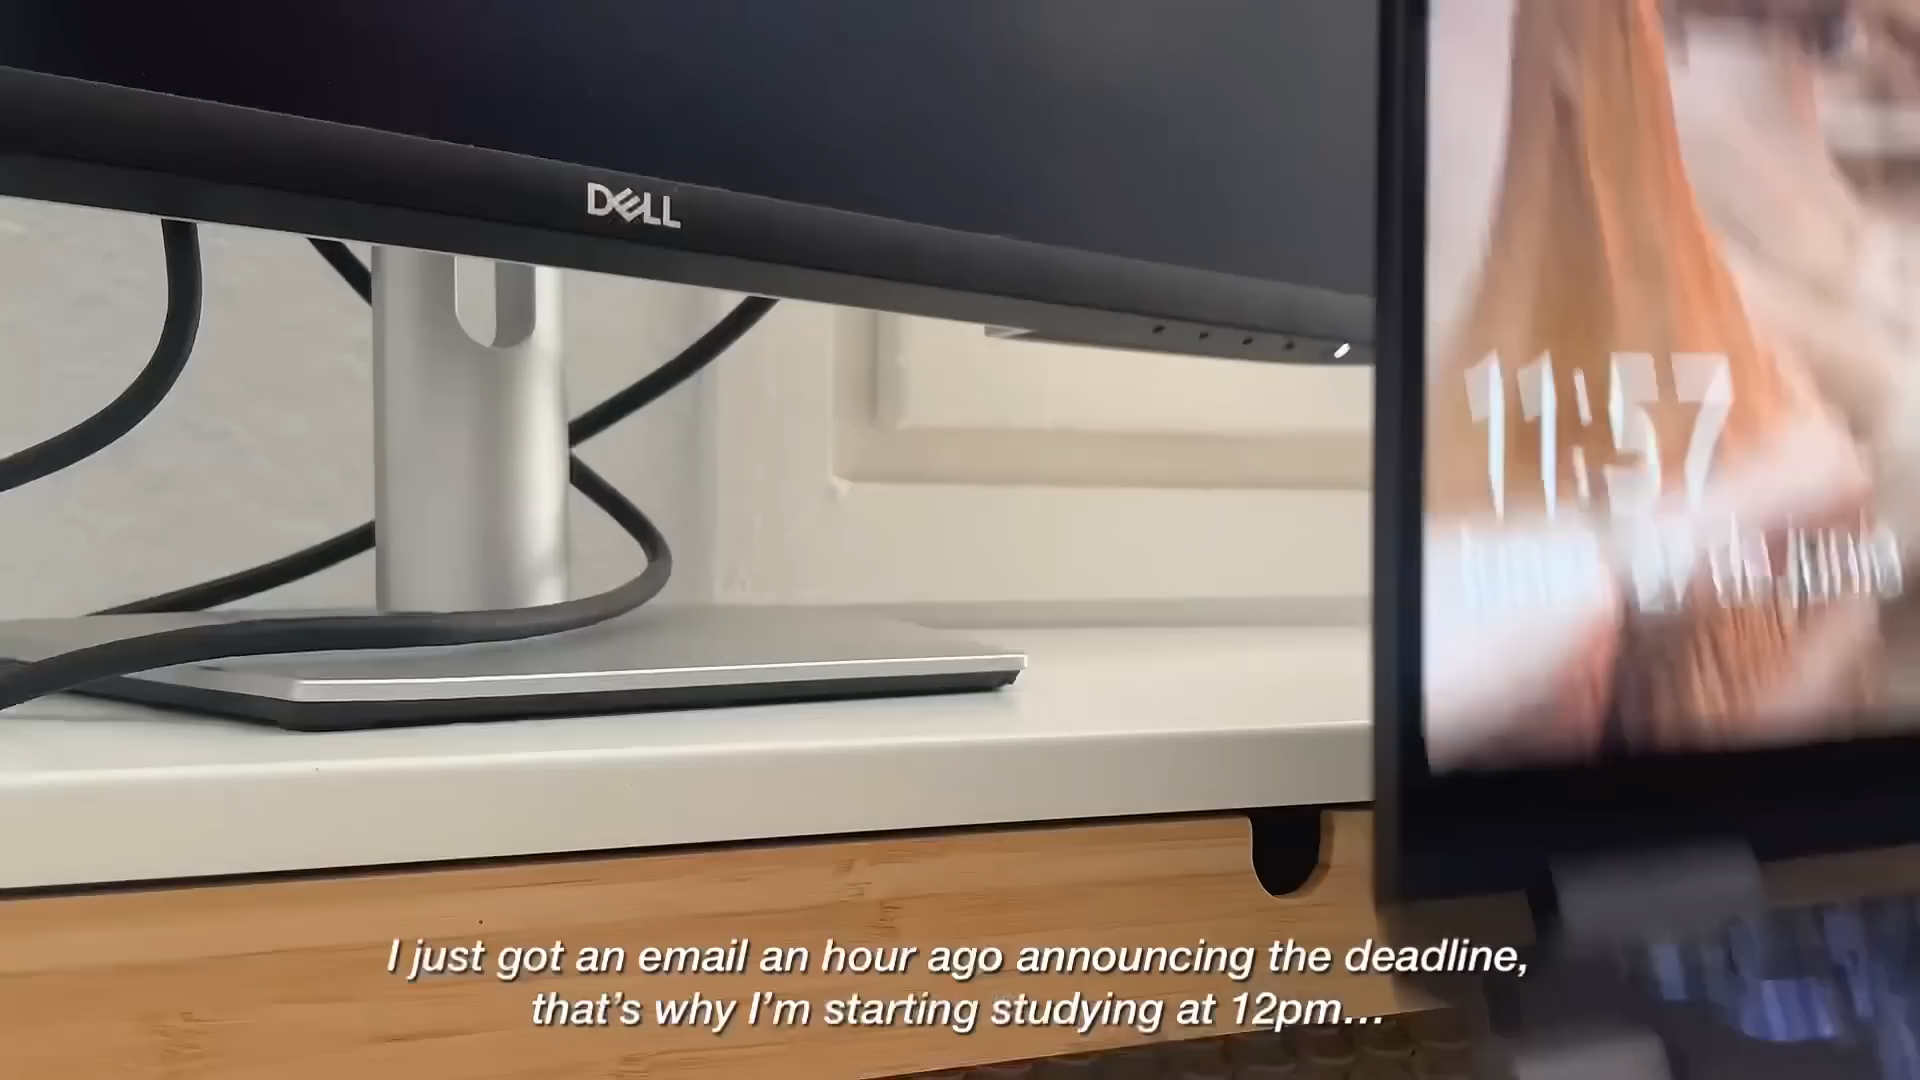 DELL
11:57
I just got an email an hour ago announcing the deadline,
that's why I'm starting studying at 12pm...